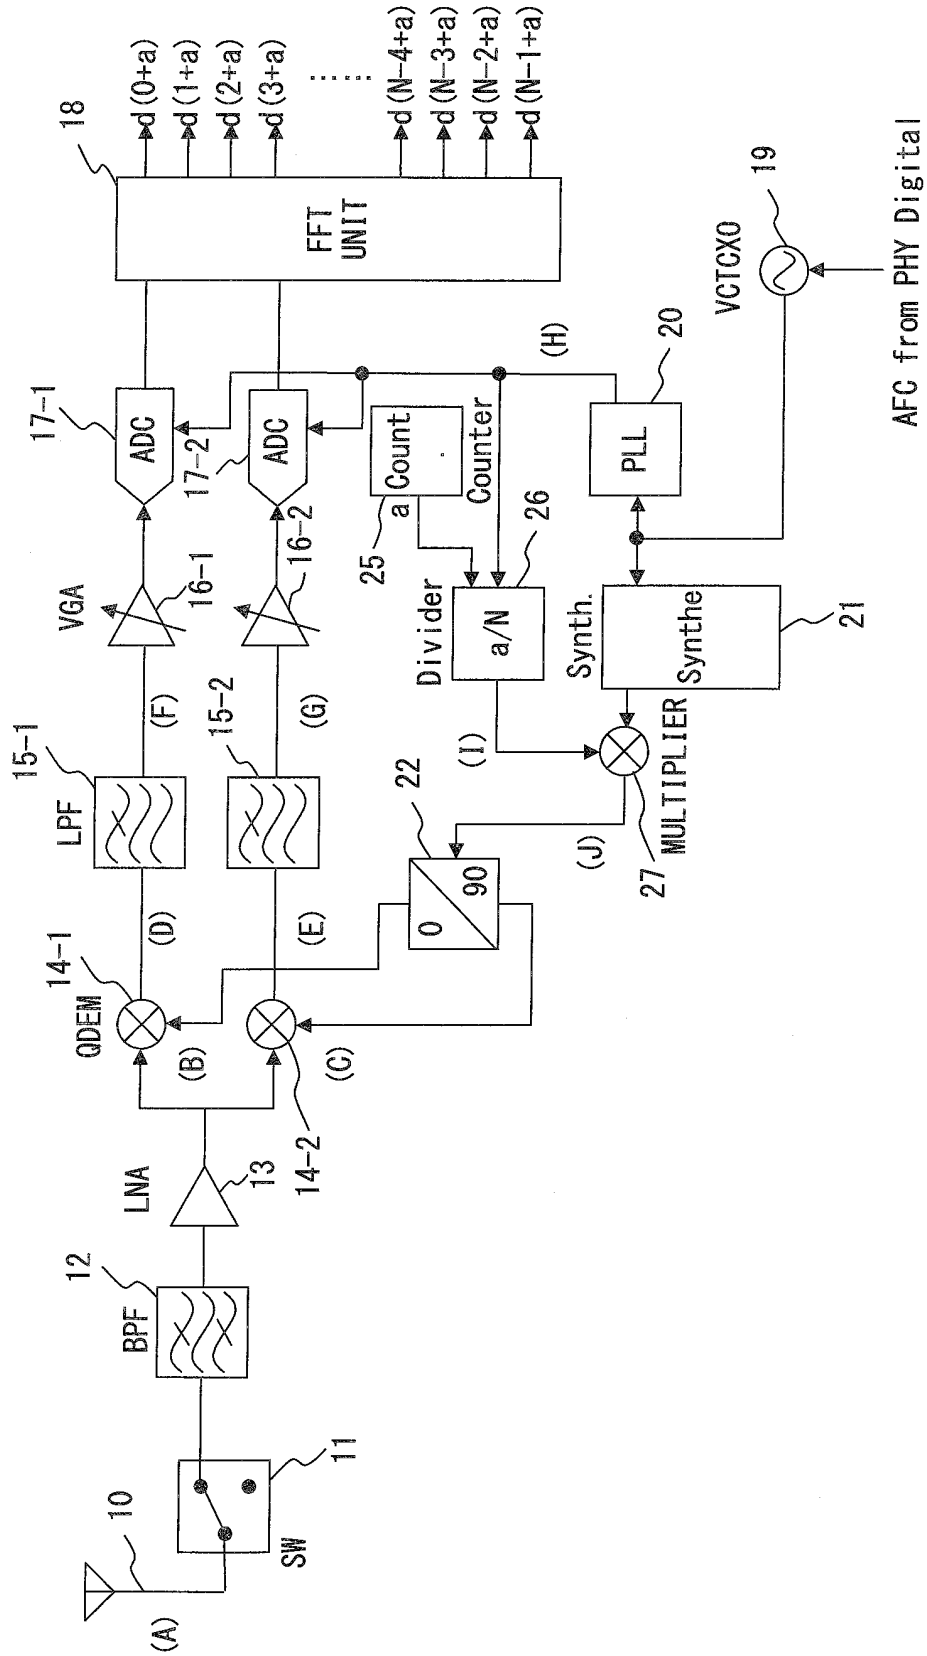 (A)
10
SW
11
BPF
12
LNA
13
QDEM
14-1
14-2
(B)
(C)
(D)
(E)
LPF
15-1
15-2
(F)
(G)
VGA
16-1
16-2
ADC
17-1
ADC
17-2
FFT
UNIT
18
d(0+a)
d(1+a)
d(2+a)
d(3+a)
......
d(N-4+a)
d(N-3+a)
d(N-2+a)
d(N-1+a)
0
90
22
(J)
27
MULTIPLIER
(I)
Divider
a/N
26
25
a
Count
Counter
(H)
PLL
20
Synth.
Synthe
21
VCTCXO
19
AFC from PHY Digital